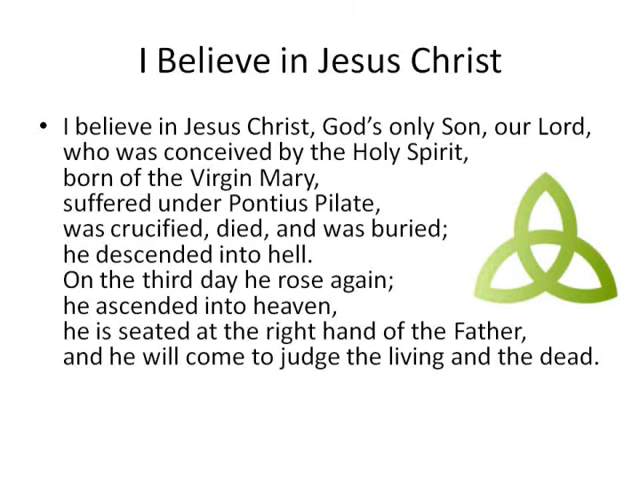 I Believe in Jesus Christ
• I believe in Jesus Christ, God’s only Son, our Lord,
who was conceived by the Holy Spirit,
born of the Virgin Mary,
suffered under Pontius Pilate,
was crucified, died, and was buried;
he descended into hell.
On the third day he rose again;
he ascended into heaven,
he is seated at the right hand of the Father,
and he will come to judge the living and the dead.